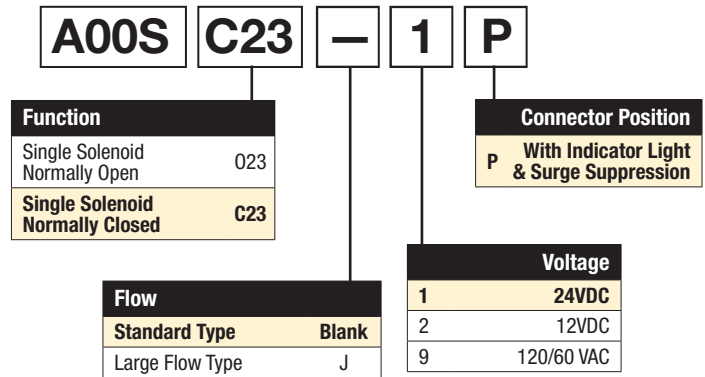 A00S C23 — 1 P
Function
Single Solenoid
Normally Open 023
Single Solenoid
Normally Closed C23
Connector Position
P With Indicator Light
& Surge Suppression
Flow
Standard Type Blank
Large Flow Type J
Voltage
1 24VDC
2 12VDC
9 120/60 VAC